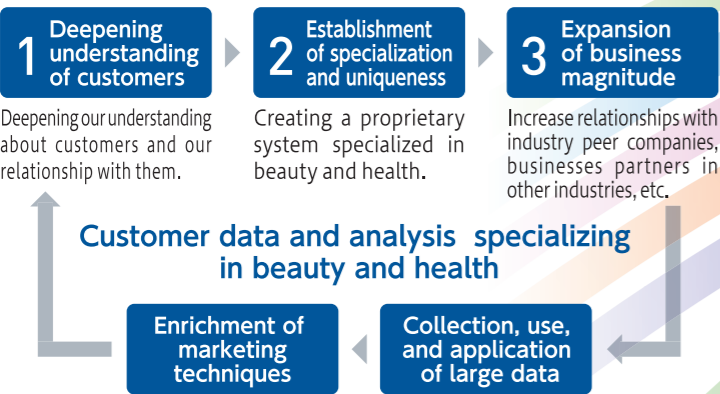 1 Deepening
understanding
of customers
Deepening our understanding
about customers and our
relationship with them.
2 Establishment
of specialization
and uniqueness
Creating a proprietary
system specialized in
beauty and health.
3 Expansion
of business
magnitude
Increase relationships with
industry peer companies,
businesses partners in
other industries, etc.
Customer data and analysis specializing
in beauty and health
Enrichment of
marketing
techniques
Collection, use,
and application
of large data